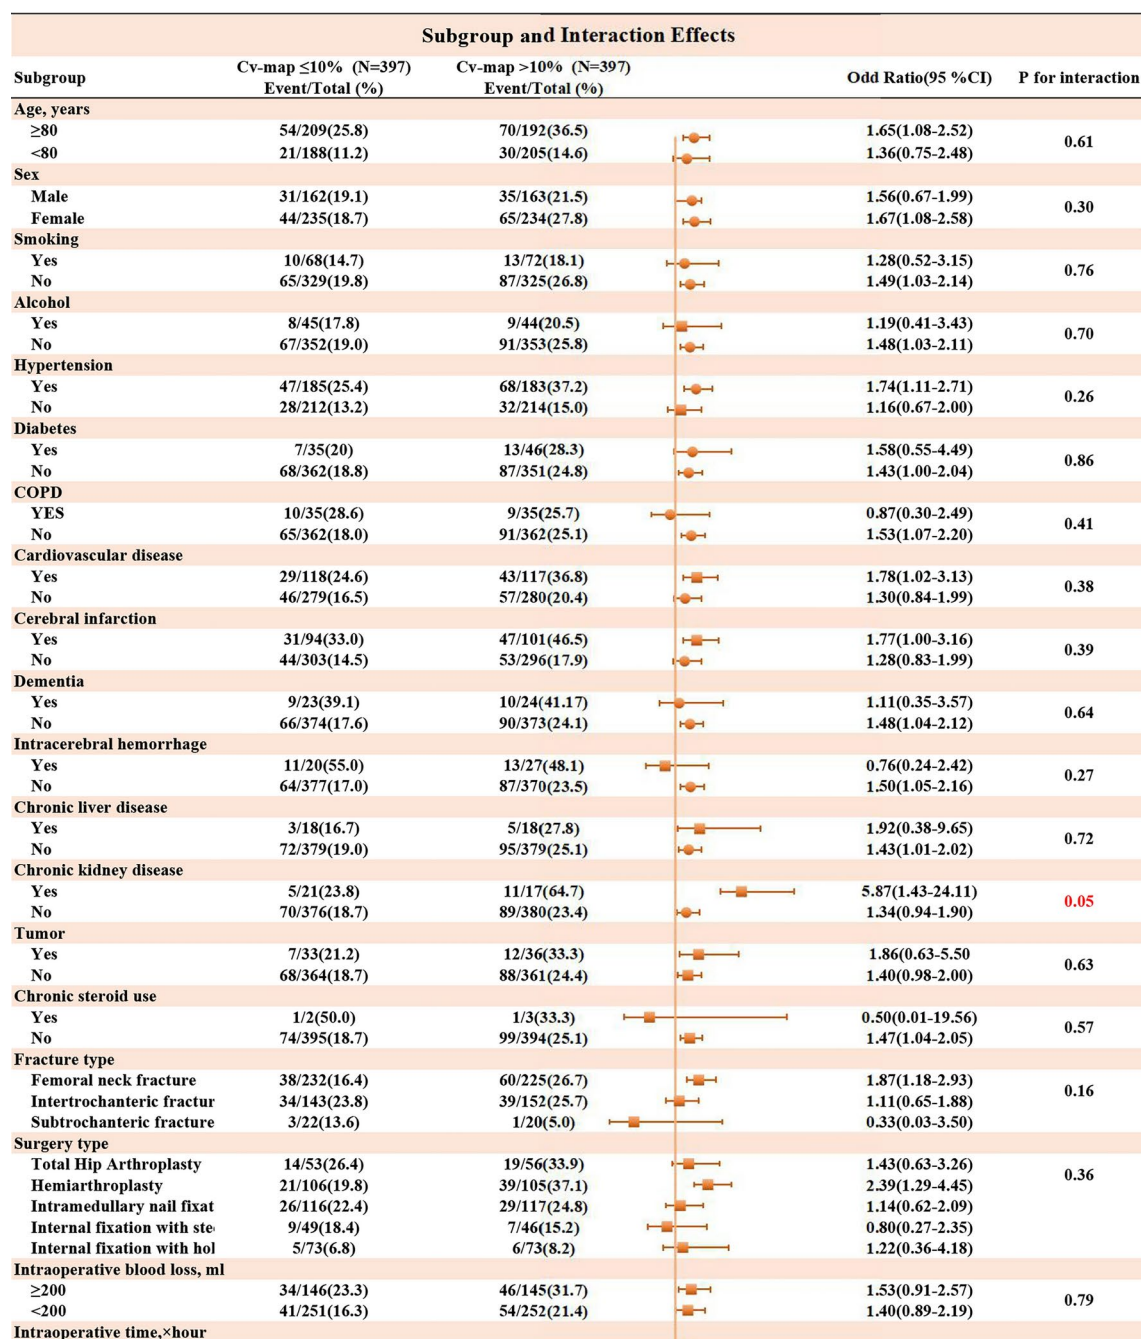 Subgroup and Interaction Effects
Subgroup Cv-map ≤10% (N=397) Event/Total (%) Cv-map >10% (N=397) Event/Total (%) Odd Ratio(95 %CI) P for interaction
Age, years
≥80 54/209(25.8) 70/192(36.5) 1.65(1.08-2.52)
0.61
<80 21/188(11.2) 30/205(14.6) 1.36(0.75-2.48)
Sex
Male 31/162(19.1) 35/163(21.5) 1.56(0.67-1.99)
0.30
Female 44/235(18.7) 65/234(27.8) 1.67(1.08-2.58)
Smoking
Yes 10/68(14.7) 13/72(18.1) 1.28(0.52-3.15)
0.76
No 65/329(19.8) 87/325(26.8) 1.49(1.03-2.14)
Alcohol
Yes 8/45(17.8) 9/44(20.5) 1.19(0.41-3.43)
0.70
No 67/352(19.0) 91/353(25.8) 1.48(1.03-2.11)
Hypertension
Yes 47/185(25.4) 68/183(37.2) 1.74(1.11-2.71)
0.26
No 28/212(13.2) 32/214(15.0) 1.16(0.67-2.00)
Diabetes
Yes 7/35(20) 13/46(28.3) 1.58(0.55-4.49)
0.86
No 68/362(18.8) 87/351(24.8) 1.43(1.00-2.04)
COPD
YES 10/35(28.6) 9/35(25.7) 0.87(0.30-2.49)
0.41
No 65/362(18.0) 91/362(25.1) 1.53(1.07-2.20)
Cardiovascular disease
Yes 29/118(24.6) 43/117(36.8) 1.78(1.02-3.13)
0.38
No 46/279(16.5) 57/280(20.4) 1.30(0.84-1.99)
Cerebral infarction
Yes 31/94(33.0) 47/101(46.5) 1.77(1.00-3.16)
0.39
No 44/303(14.5) 53/296(17.9) 1.28(0.83-1.99)
Dementia
Yes 9/23(39.1) 10/24(41.17) 1.11(0.35-3.57)
0.64
No 66/374(17.6) 90/373(24.1) 1.48(1.04-2.12)
Intracerebral hemorrhage
Yes 11/20(55.0) 13/27(48.1) 0.76(0.24-2.42)
0.27
No 64/377(17.0) 87/370(23.5) 1.50(1.05-2.16)
Chronic liver disease
Yes 3/18(16.7) 5/18(27.8) 1.92(0.38-9.65)
0.72
No 72/379(19.0) 95/379(25.1) 1.43(1.01-2.02)
Chronic kidney disease
Yes 5/21(23.8) 11/17(64.7) 5.87(1.43-24.11)
0.05
No 70/376(18.7) 89/380(23.4) 1.34(0.94-1.90)
Tumor
Yes 7/33(21.2) 12/36(33.3) 1.86(0.63-5.50
0.63
No 68/364(18.7) 88/361(24.4) 1.40(0.98-2.00)
Chronic steroid use
Yes 1/2(50.0) 1/3(33.3) 0.50(0.01-19.56)
0.57
No 74/395(18.7) 99/394(25.1) 1.47(1.04-2.05)
Fracture type
Femoral neck fracture 38/232(16.4) 60/225(26.7) 1.87(1.18-2.93)
0.16
Intertrochanteric fractur 34/143(23.8) 39/152(25.7) 1.11(0.65-1.88)
Subtrochanteric fracture 3/22(13.6) 1/20(5.0) 0.33(0.03-3.50)
Surgery type
Total Hip Arthroplasty 14/53(26.4) 19/56(33.9) 1.43(0.63-3.26)
0.36
Hemiarthroplasty 21/106(19.8) 39/105(37.1) 2.39(1.29-4.45)
Intramedullary nail fixat 26/116(22.4) 29/117(24.8) 1.14(0.62-2.09)
Internal fixation with ste 9/49(18.4) 7/46(15.2) 0.80(0.27-2.35)
Internal fixation with hol 5/73(6.8) 6/73(8.2) 1.22(0.36-4.18)
Intraoperative blood loss, ml
≥200 34/146(23.3) 46/145(31.7) 1.53(0.91-2.57)
0.79
<200 41/251(16.3) 54/252(21.4) 1.40(0.89-2.19)
Intraoperative time,×hour